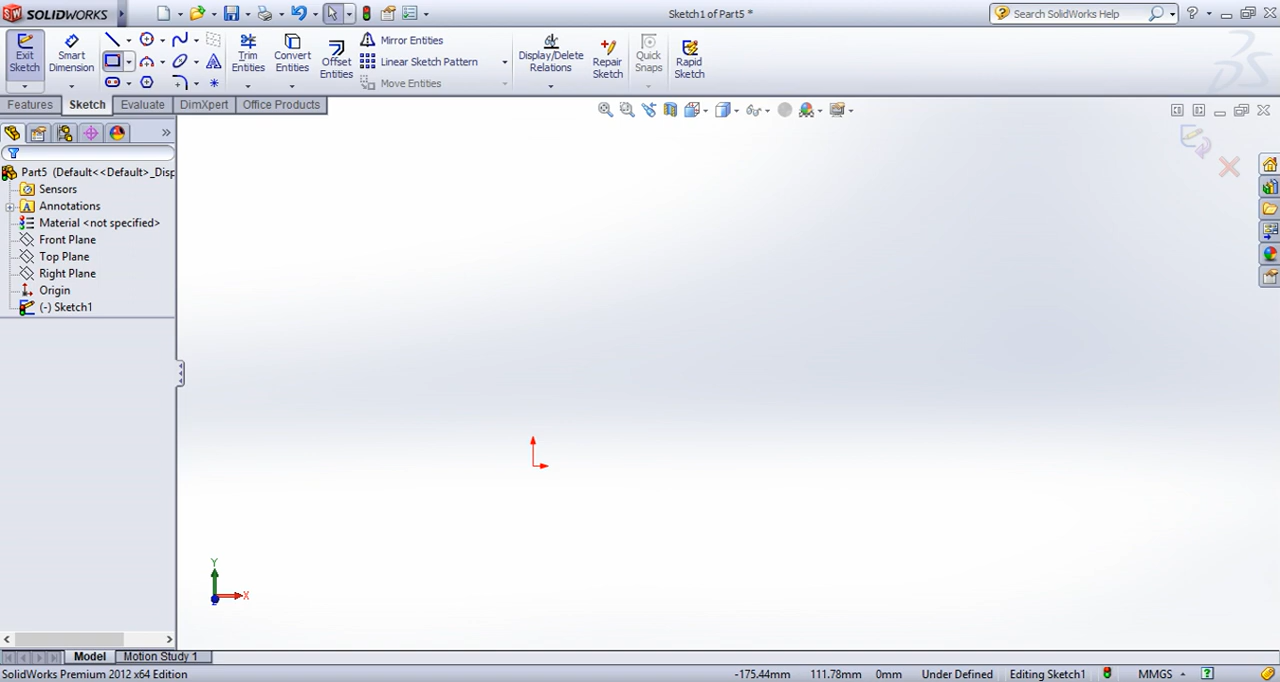 SOLIDWORKS
Sketch1 of Part5 *
Search SolidWorks Help
Exit Sketch
Smart Dimension
Trim Entities
Convert Entities
Offset Entities
Mirror Entities
Linear Sketch Pattern
Move Entities
Display/Delete Relations
Repair Sketch
Quick Snaps
Rapid Sketch
Features
Sketch
Evaluate
DimXpert
Office Products
Part5 (Default<<Default>_Disp
Sensors
Annotations
Material <not specified>
Front Plane
Top Plane
Right Plane
Origin
(-) Sketch1
Y
X
Model
Motion Study 1
SolidWorks Premium 2012 x64 Edition
-175.44mm
111.78mm
0mm
Under Defined
Editing Sketch1
MMGS